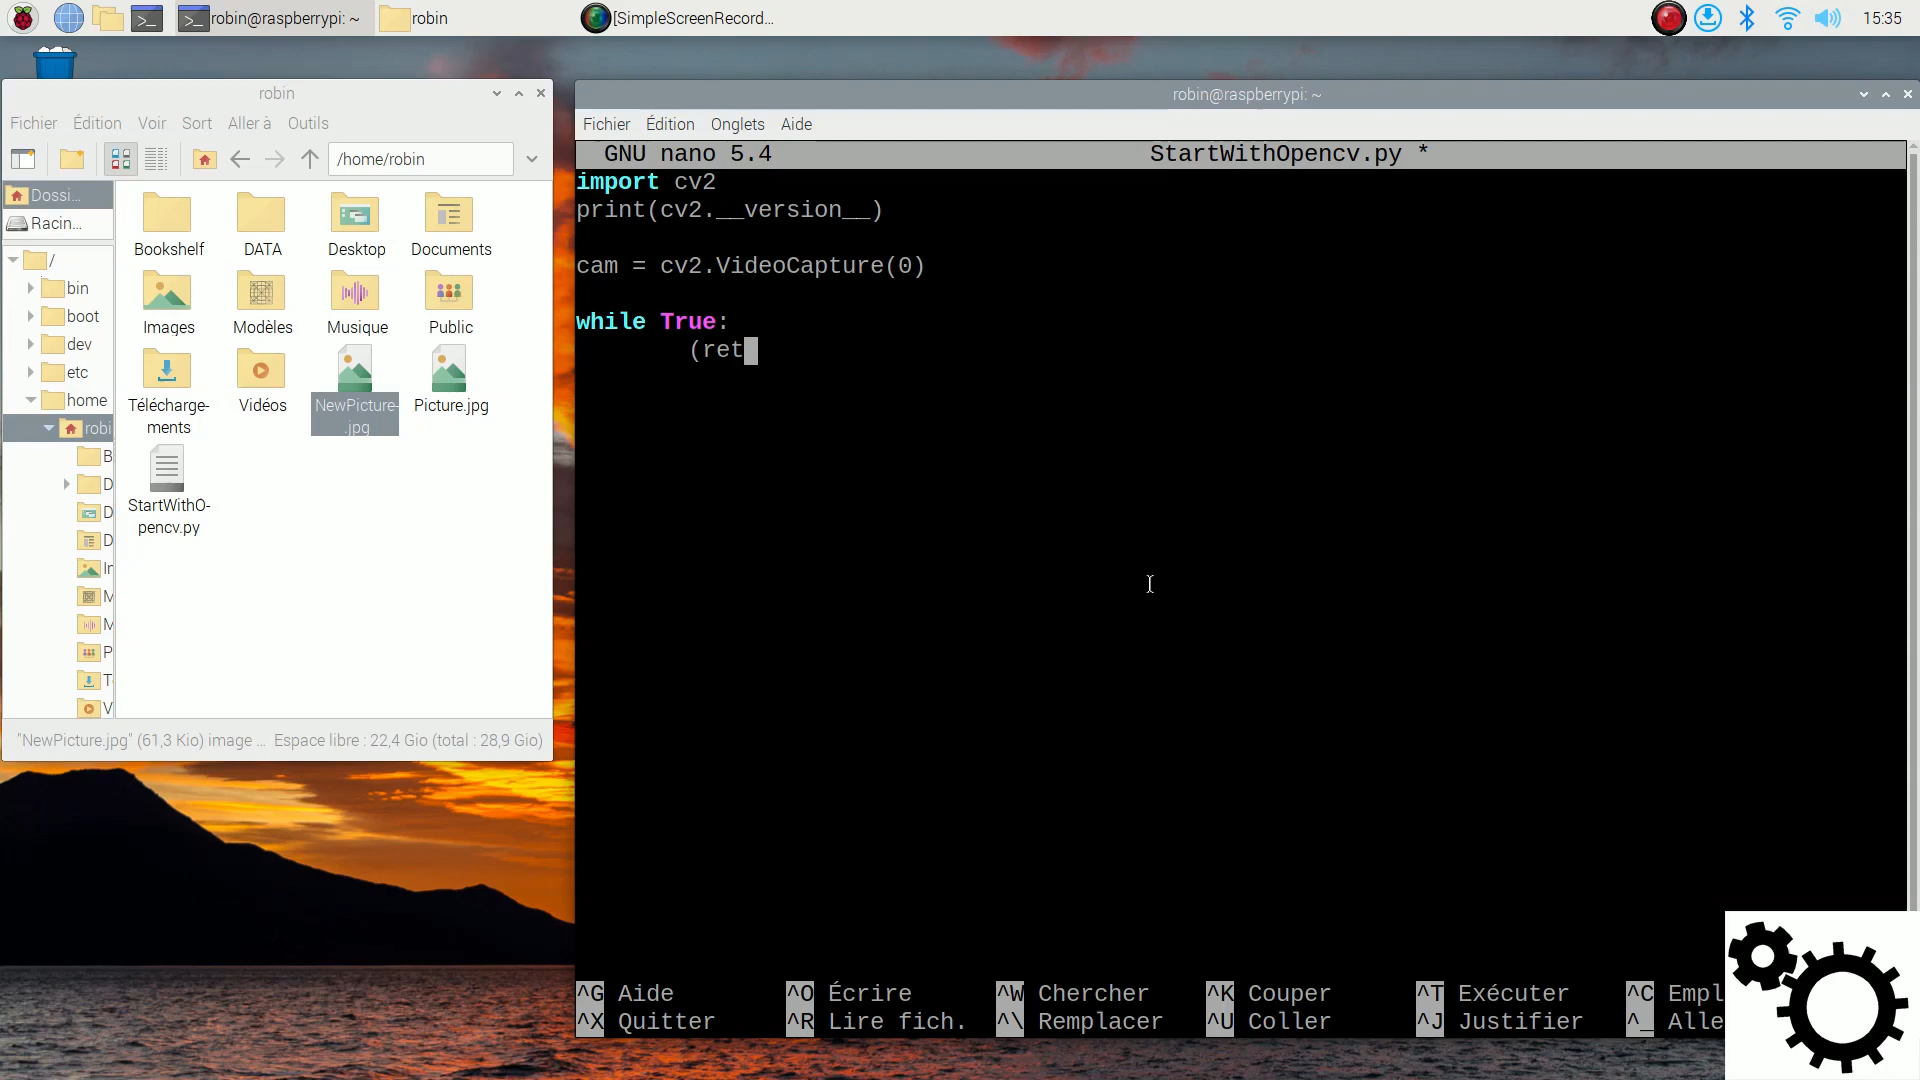 robin@raspberrypi: ~
robin
[SimpleScreenRecord...
15:35
robin
Fichier Édition Voir Sort Aller à Outils
/home/robin
Dossi...
Racin...
/
bin
boot
dev
etc
home
robi
B
D
D
D
In
M
M
P
T
V
Bookshelf DATA Desktop Documents
Images Modèles Musique Public
Télécharge-
ments
Vidéos
NewPicture-
.jpg
Picture.jpg
StartWithO-
pencv.py
"NewPicture.jpg" (61,3 Kio) image ... Espace libre : 22,4 Gio (total : 28,9 Gio)
robin@raspberrypi: ~
Fichier Édition Onglets Aide
GNU nano 5.4 StartWithOpencv.py *
import cv2
print(cv2.__version__)
cam = cv2.VideoCapture(0)
while True:
(ret
^G Aide ^O Écrire ^W Chercher ^K Couper ^T Exécuter ^C Empl
^X Quitter ^R Lire fich. ^\ Remplacer ^U Coller ^J Justifier ^_ Alle